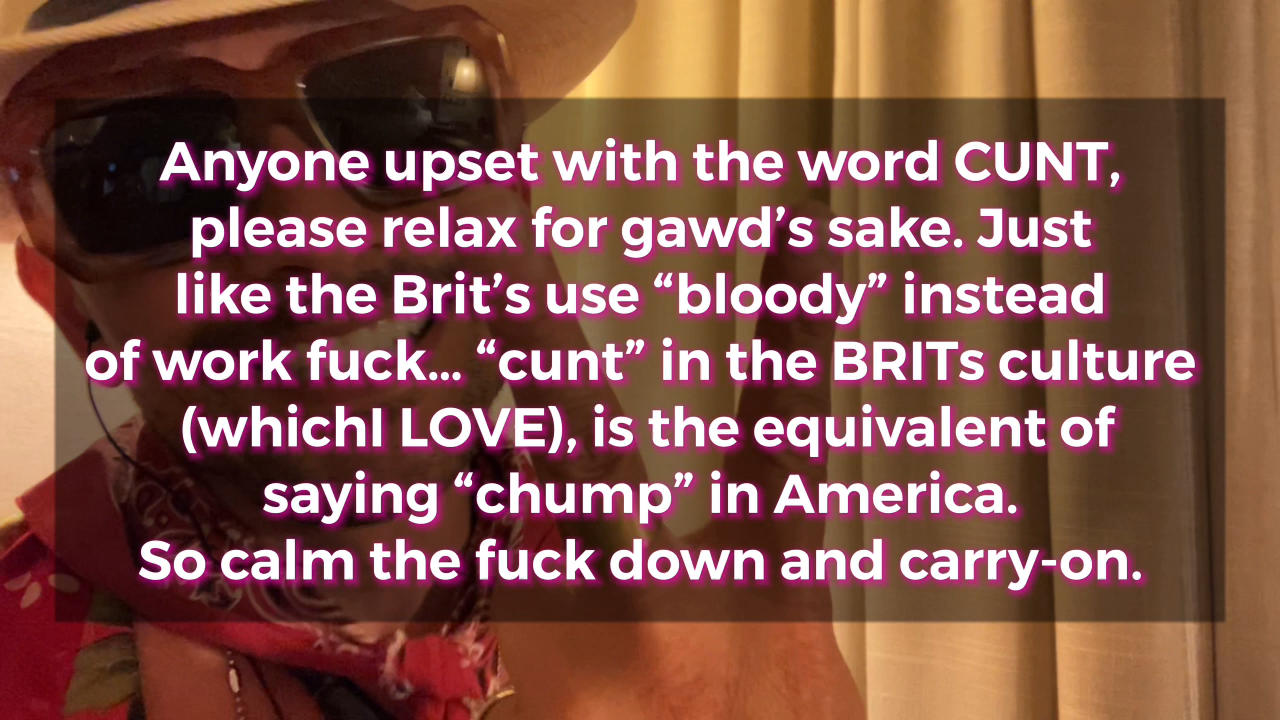 Anyone upset with the word CUNT,
please relax for gawd’s sake. Just
like the Brit’s use “bloody” instead
of work fuck... “cunt” in the BRITs culture
(whichI LOVE), is the equivalent of
saying “chump” in America.
So calm the fuck down and carry-on.